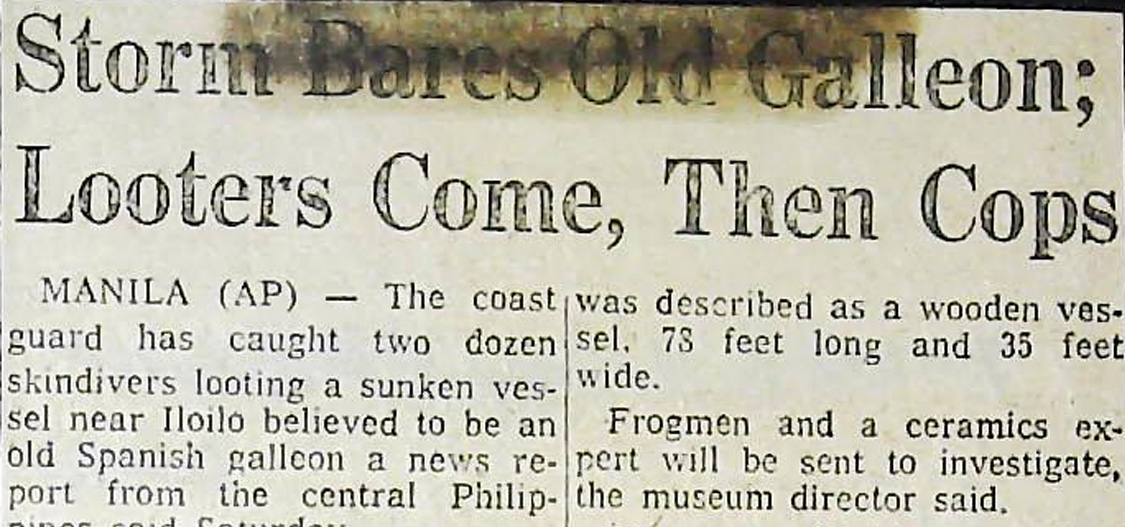 Storm Bares Old Galleon;
Looters Come, Then Cops
MANILA (AP) — The coast
guard has caught two dozen
skindivers looting a sunken ves-
sel near Iloilo believed to be an
old Spanish galleon a news re-
port from the central Philip-
pines said Saturday.
was described as a wooden ves-
sel, 78 feet long and 35 feet
wide.
Frogmen and a ceramics ex-
pert will be sent to investigate,
the museum director said.